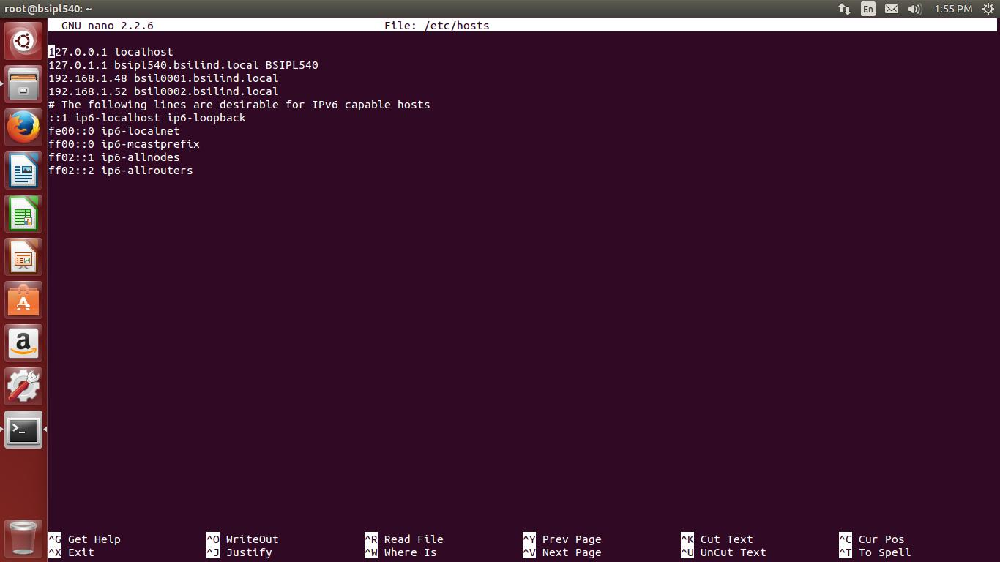 root@bsipl540: ~
En
1:55 PM
GNU nano 2.2.6 File: /etc/hosts
127.0.0.1 localhost
127.0.1.1 bsipl540.bsilind.local BSIPL540
192.168.1.48 bsil0001.bsilind.local
192.168.1.52 bsil0002.bsilind.local
# The following lines are desirable for IPv6 capable hosts
::1 ip6-localhost ip6-loopback
fe00::0 ip6-localnet
ff00::0 ip6-mcastprefix
ff02::1 ip6-allnodes
ff02::2 ip6-allrouters
^G Get Help ^O WriteOut ^R Read File ^Y Prev Page ^K Cut Text ^C Cur Pos
^X Exit ^J Justify ^W Where Is ^V Next Page ^U UnCut Text ^T To Spell